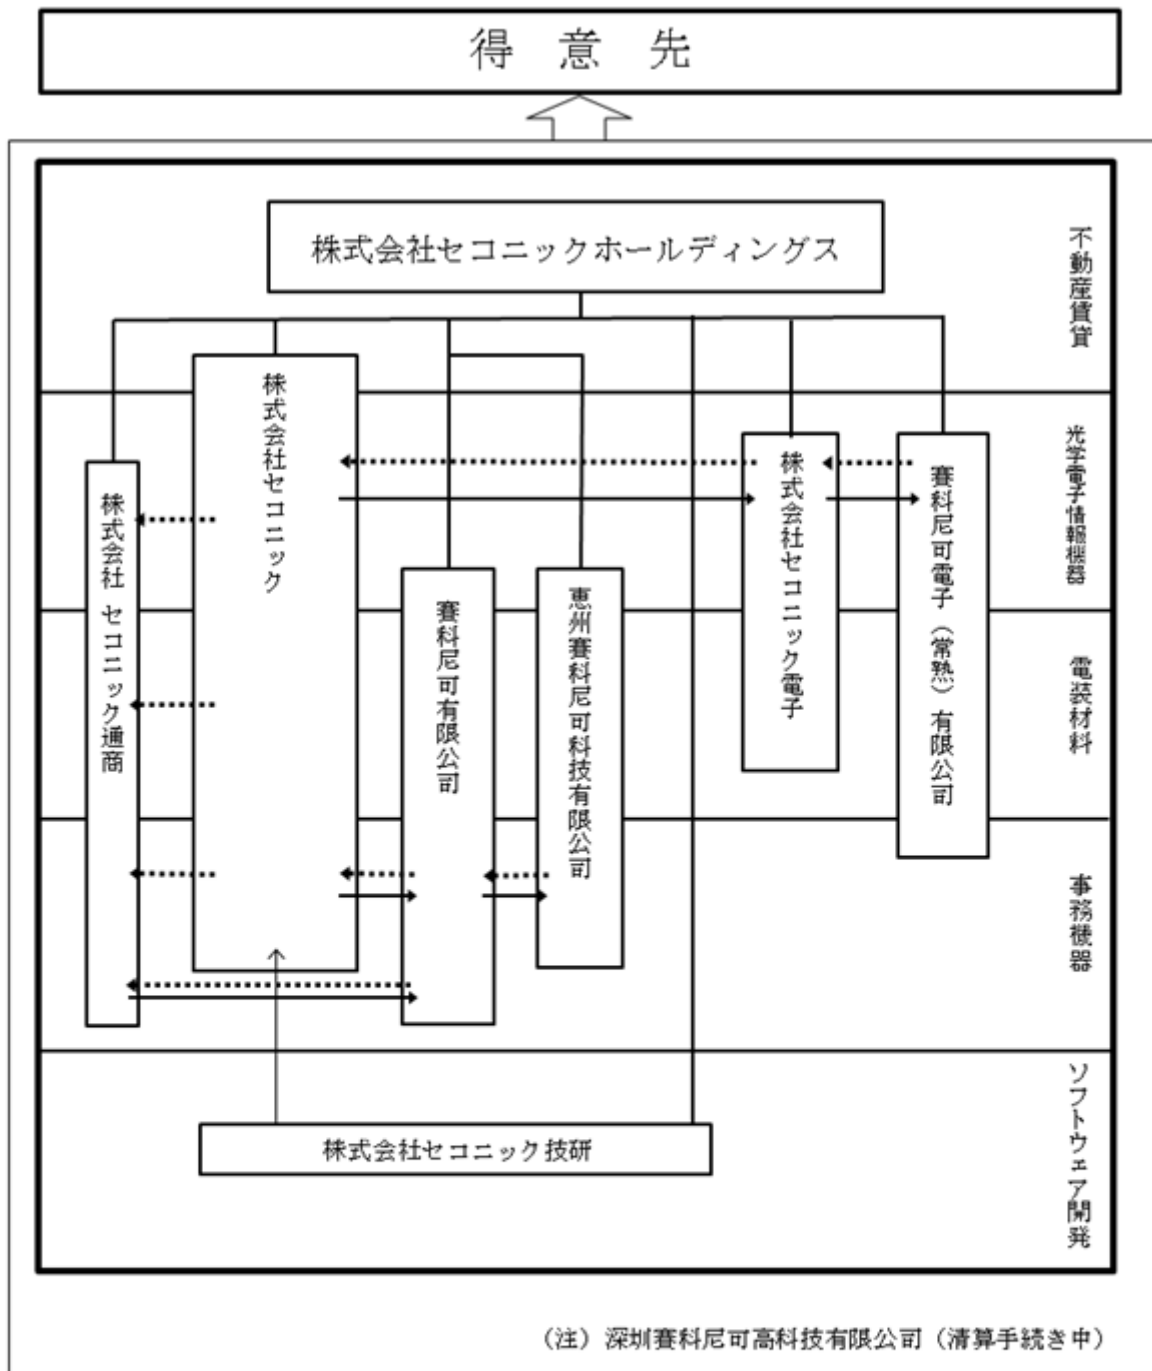 得 意 先
株式会社セコニックホールディングス
不動産賃貸
株式会社セコニック
光学電子情報機器
株式会社セコニック電子
賽科尼可電子（常熟）有限公司
株式会社 セコニック通商
賽科尼可有限公司
恵州賽科尼可科技有限公司
電装材料
事務機器
株式会社セコニック技研
ソフトウェア開発
（注）深圳賽科尼可高科技有限公司（清算手続き中）